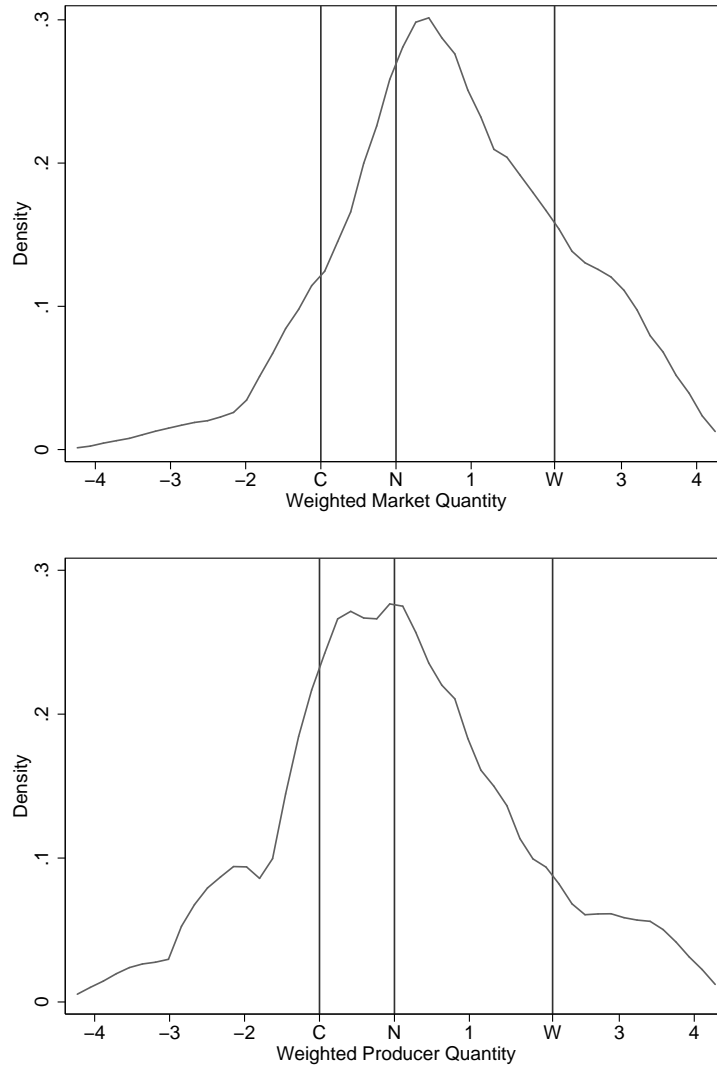 .3
.2
.1
0
Density
−4 −3 −2 C N 1 W 3 4
Weighted Market Quantity
.3
.2
.1
0
Density
−4 −3 −2 C N 1 W 3 4
Weighted Producer Quantity